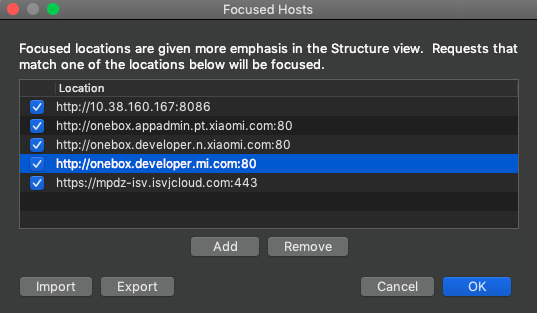 Focused Hosts
Focused locations are given more emphasis in the Structure view. Requests that
match one of the locations below will be focused.
Location
http://10.38.160.167:8086
http://onebox.appadmin.pt.xiaomi.com:80
http://onebox.developer.n.xiaomi.com:80
http://onebox.developer.mi.com:80
https://mpdz-isv.isvjcloud.com:443
Add Remove
Import Export Cancel OK